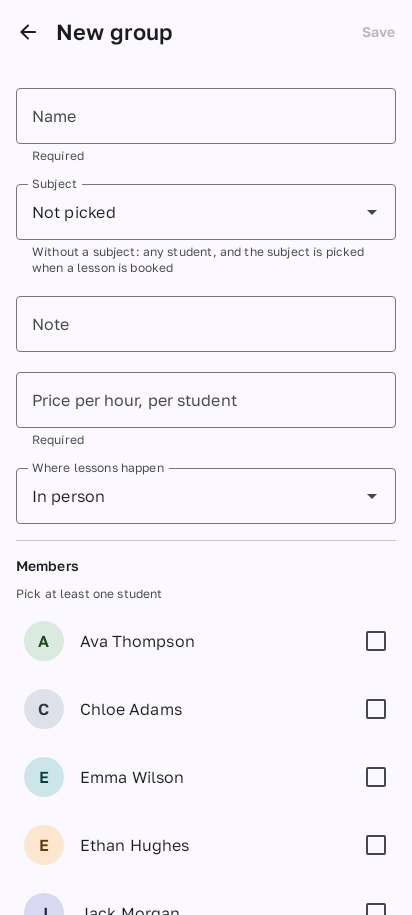 New group
Save
Name
Required
Subject
Not picked
Without a subject: any student, and the subject is picked
when a lesson is booked
Note
Price per hour, per student
Required
Where lessons happen
In person
Members
Pick at least one student
A
Ava Thompson
C
Chloe Adams
E
Emma Wilson
E
Ethan Hughes
J
Jack Morgan